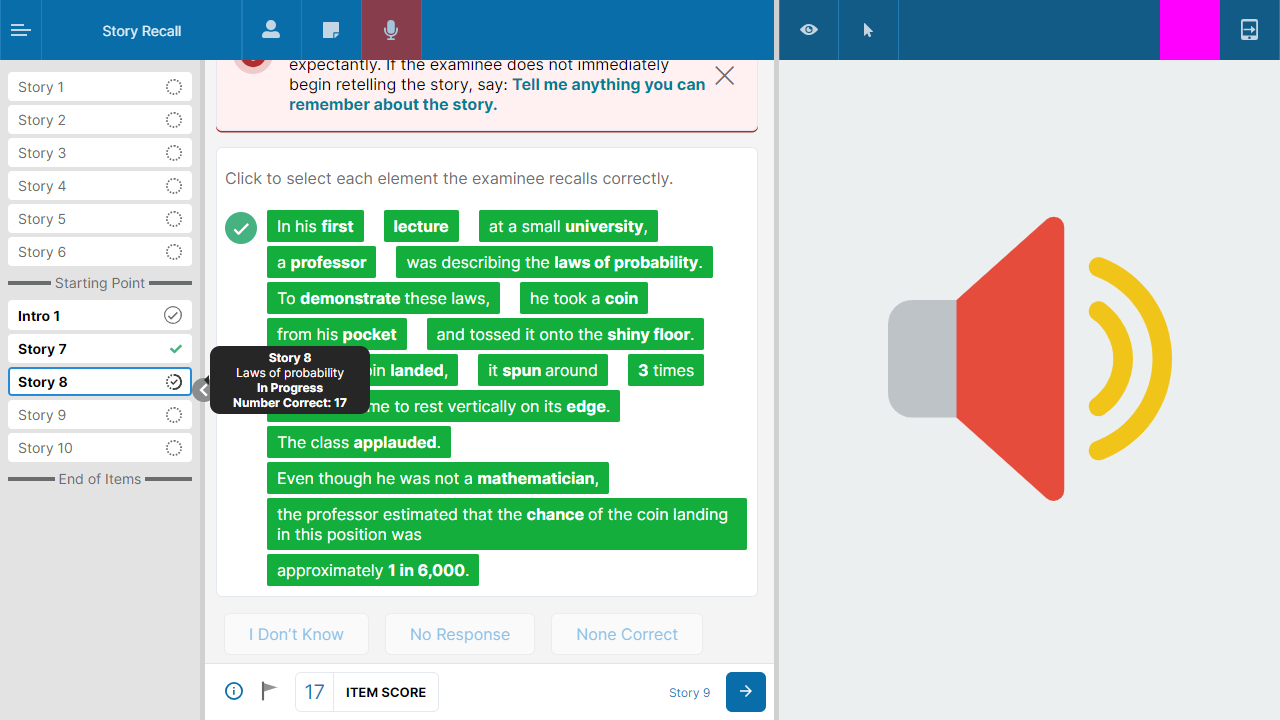 Story Recall
Story 1
Story 2
Story 3
Story 4
Story 5
Story 6
Starting Point
Intro 1
Story 7
Story 8
Story 9
Story 10
End of Items
Story 8
Laws of probability
In Progress
Number Correct: 17
expectantly. If the examinee does not immediately
begin retelling the story, say: Tell me anything you can
remember about the story.
Click to select each element the examinee recalls correctly.
In his first lecture at a small university,
a professor was describing the laws of probability.
To demonstrate these laws, he took a coin
from his pocket and tossed it onto the shiny floor.
landed, it spun around 3 times
to rest vertically on its edge.
The class applauded.
Even though he was not a mathematician,
the professor estimated that the chance of the coin landing
in this position was
approximately 1 in 6,000.
I Don't Know No Response None Correct
17 ITEM SCORE Story 9